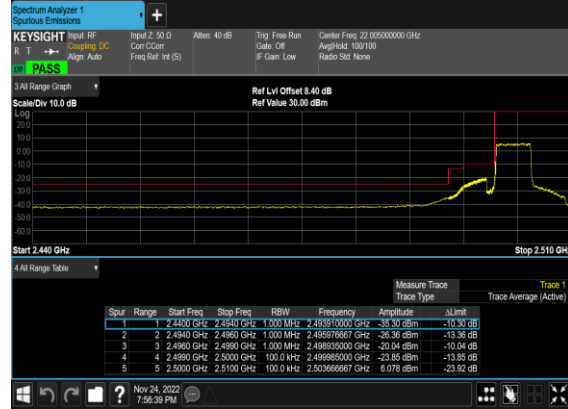 Spectrum Analyzer 1
Spurious Emissions
+
KEYSIGHT Input: RF Input Z: 50 Ω Atten: 40 dB Trig: Free Run Center Freq: 22.005000000 GHz
R T Coupling: DC Corr CCorr Gate: Off Avg|Hold: 100/100
Align: Auto Freq Ref: Int (S) IF Gain: Low Radio Std: None
PASS
3 All Range Graph
Ref Lvl Offset 8.40 dB
Scale/Div 10.0 dB Ref Value 30.00 dBm
Log
20.0
10.0
0.00
-10.0
-20.0
-30.0
-40.0
-50.0
-60.0
Start 2.440 GHz Stop 2.510 GHz
4 All Range Table
Measure Trace Trace 1
Trace Type Trace Average (Active)
Spur Range Start Freq Stop Freq RBW Frequency Amplitude ΔLimit
1 1 2.4400 GHz 2.4940 GHz 1.000 MHz 2.493910000 GHz -35.30 dBm -10.30 dB
2 2 2.4940 GHz 2.4960 GHz 1.000 MHz 2.495976667 GHz -26.36 dBm -13.36 dB
3 3 2.4960 GHz 2.4990 GHz 1.000 MHz 2.498935000 GHz -20.04 dBm -10.04 dB
4 4 2.4990 GHz 2.5000 GHz 100.0 kHz 2.499985000 GHz -23.85 dBm -13.85 dB
5 5 2.5000 GHz 2.5100 GHz 100.0 kHz 2.503666667 GHz 6.078 dBm -23.92 dB
? Nov 24, 2022
7:56:39 PM